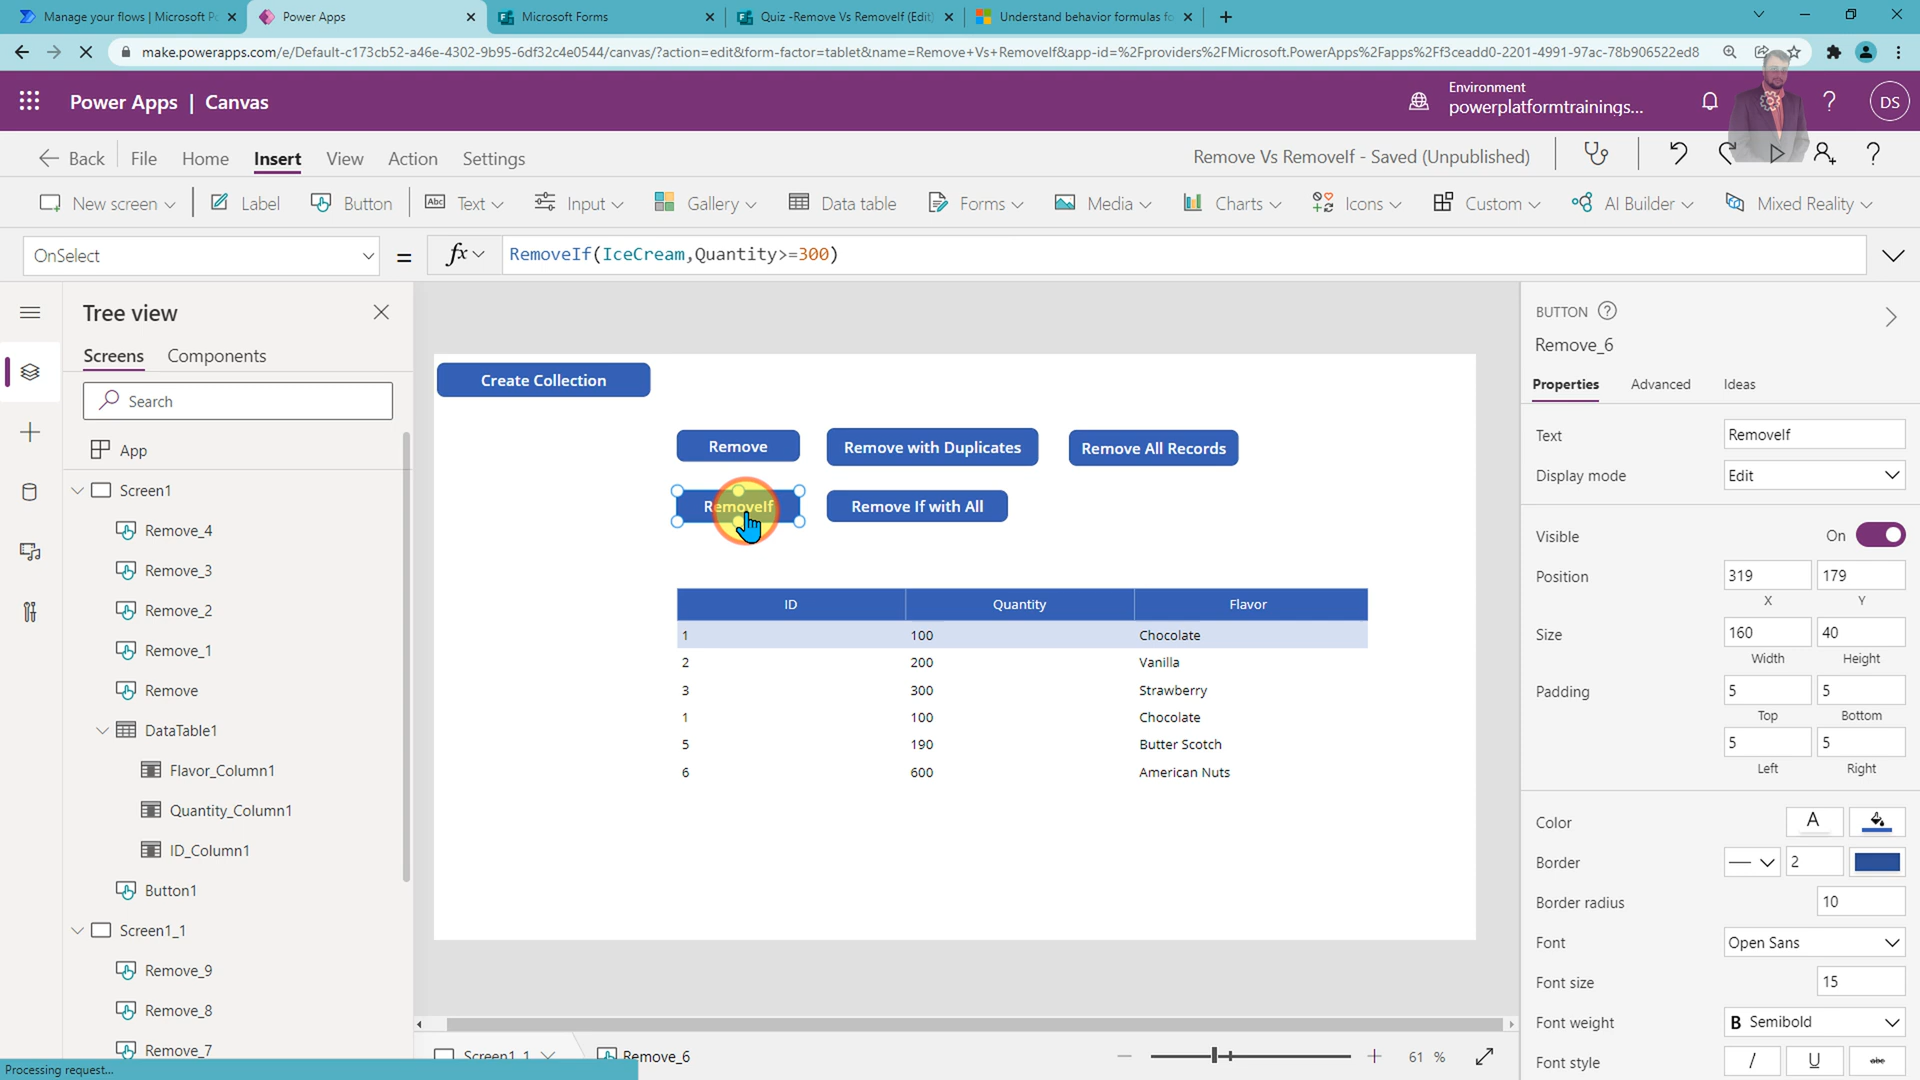 Manage your flows | Microsoft Po
Power Apps
Microsoft Forms
Quiz -Remove Vs RemoveIf (Edit)
Understand behavior formulas fo
make.powerapps.com/e/Default-c173cb52-a46e-4302-9b95-6df32c4e0544/canvas/?action=edit&form-factor=tablet&name=Remove+Vs+RemoveIf&app-id=%2Fproviders%2FMicrosoft.PowerApps%2Fapps%2Ff3ceadd0-2201-4991-97ac-78b906522ed8
Power Apps | Canvas
Environment
powerplatformtrainings...
DS
Back
File
Home
Insert
View
Action
Settings
Remove Vs RemoveIf - Saved (Unpublished)
New screen
Label
Button
Text
Input
Gallery
Data table
Forms
Media
Charts
Icons
Custom
AI Builder
Mixed Reality
OnSelect
=
fx
RemoveIf(IceCream,Quantity>=300)
Tree view
Screens
Components
Search
App
Screen1
Remove_4
Remove_3
Remove_2
Remove_1
Remove
DataTable1
Flavor_Column1
Quantity_Column1
ID_Column1
Button1
Screen1_1
Remove_9
Remove_8
Remove_7
Create Collection
Remove
Remove with Duplicates
Remove All Records
RemoveIf
Remove If with All
ID Quantity Flavor
1 100 Chocolate
2 200 Vanilla
3 300 Strawberry
1 100 Chocolate
5 190 Butter Scotch
6 600 American Nuts
BUTTON
Remove_6
Properties
Advanced
Ideas
Text RemoveIf
Display mode Edit
Visible On
Position 319 179
X Y
Size 160 40
Width Height
Padding 5 5
Top Bottom
5 5
Left Right
Color A
Border 2
Border radius 10
Font Open Sans
Font size 15
Font weight B Semibold
Font style / U abc
Screen1_1
Remove_6
61 %
Processing request...